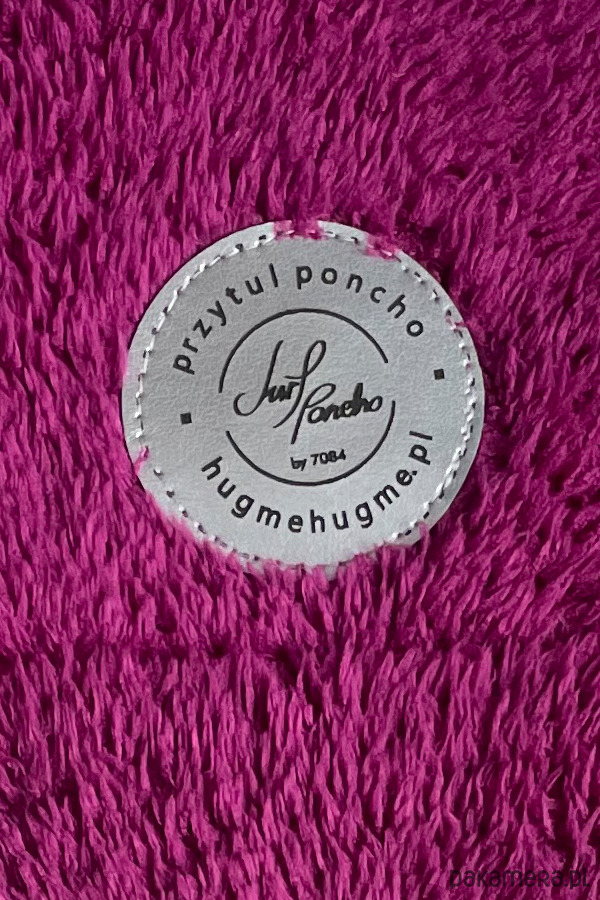 przytul poncho
Surf
Poncho
by 7084
hugmehugme.pl
pakamera.pl